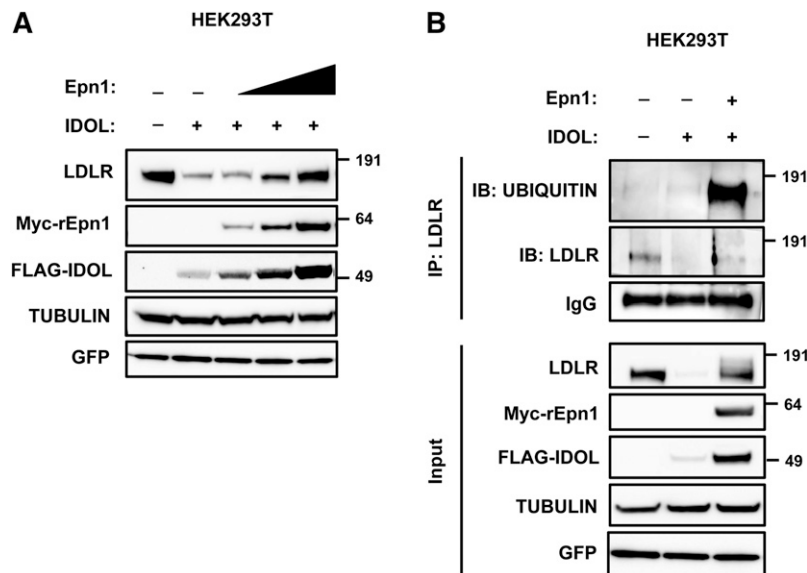 A
HEK293T
Epn1: – –
IDOL: – + + + +
LDLR
191
Myc-rEpn1
64
FLAG-IDOL
49
TUBULIN
GFP
B
HEK293T
Epn1: – – +
IDOL: – + +
IP: LDLR
IB: UBIQUITIN
191
IB: LDLR
191
IgG
Input
LDLR
191
Myc-rEpn1
64
FLAG-IDOL
49
TUBULIN
GFP